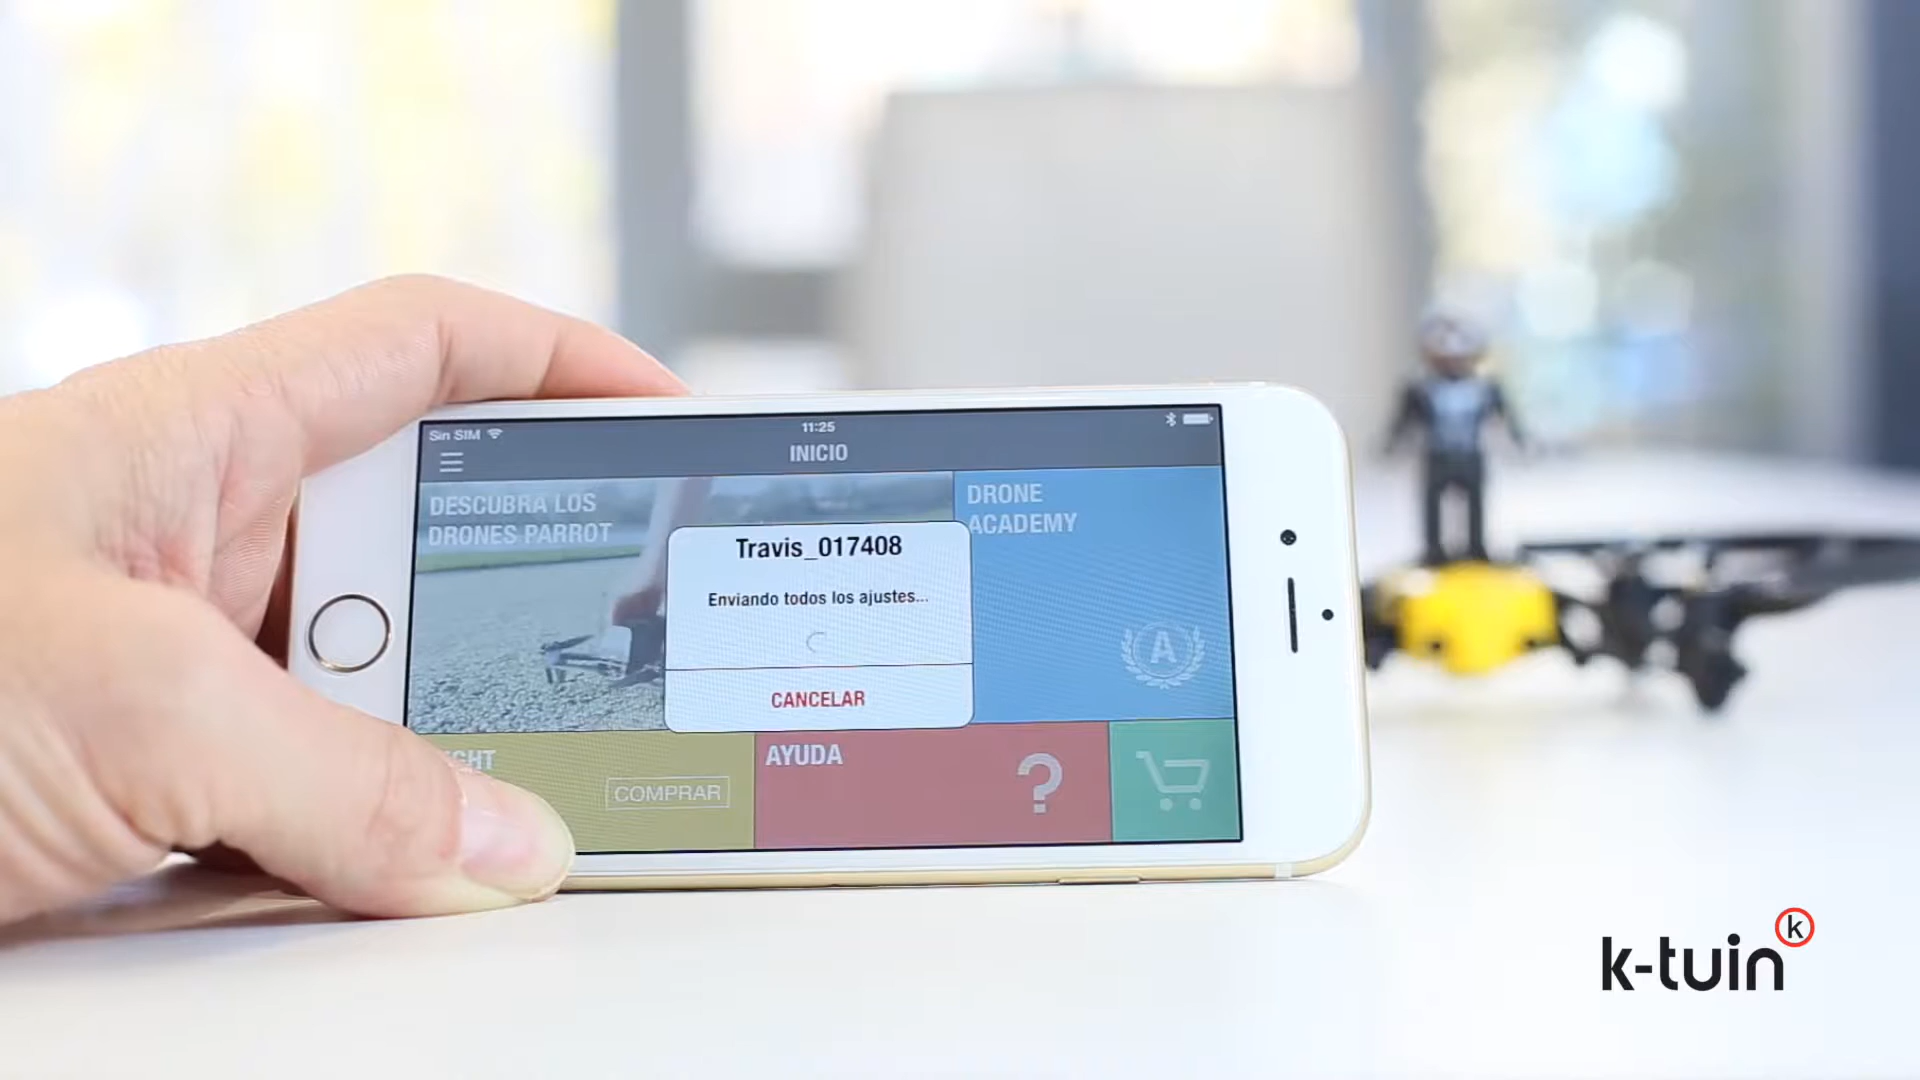 Sin SIM
11:25
INICIO
DESCUBRA LOS
DRONES PARROT
DRONE
ACADEMY
Travis_017408
Enviando todos los ajustes...
CANCELAR
A
COMPRAR
AYUDA
?
k-tuin
k